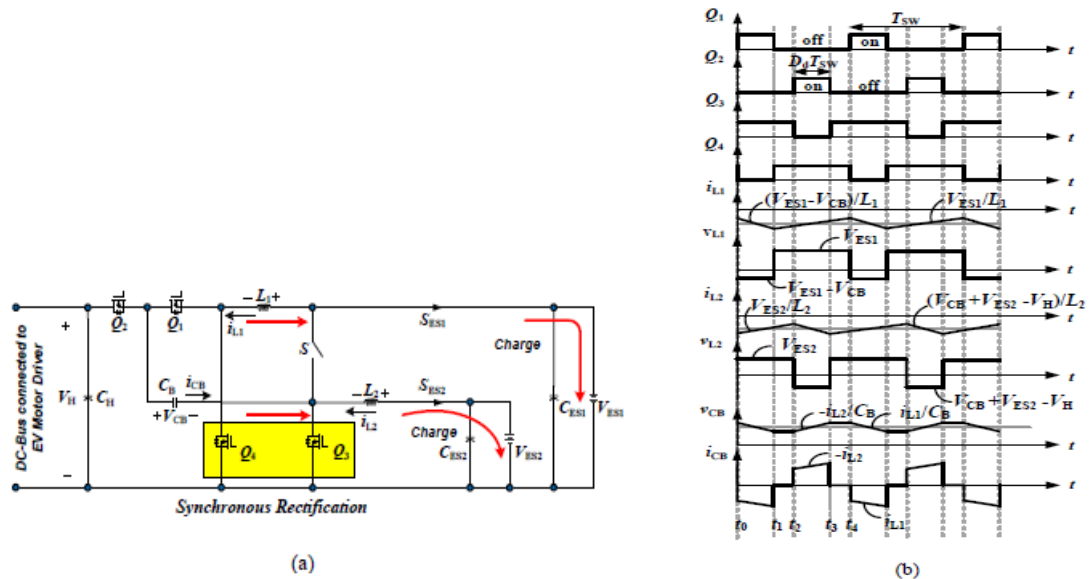 DC-Bus connected to
EV Motor Driver
+
V_H
−
C_H
Q_2
Q_1
− L_1 +
i_L1
S
C_B
i_CB
+V_CB−
− L_2 +
i_L2
S_ES1
S_ES2
Charge
Charge
C_ES1
V_ES1
C_ES2
V_ES2
Q_4
Q_3
Synchronous Rectification
(a)
Q_1
T_SW
off
on
t
Q_2
D_dT_SW
on
off
t
Q_3
t
Q_4
t
i_L1
(V_ES1-V_CB)/L_1
V_ES1/L_1
t
v_L1
V_ES1
t
V_ES1 -V_CB
i_L2
V_ES2/L_2
(V_CB +V_ES2 -V_H)/L_2
t
v_L2
V_ES2
t
V_CB +V_ES2 -V_H
v_CB
-i_L2/C_B
i_L1/C_B
t
i_CB
-i_L2
t
i_L1
t_0 t_1 t_2 t_3 t_4
(b)